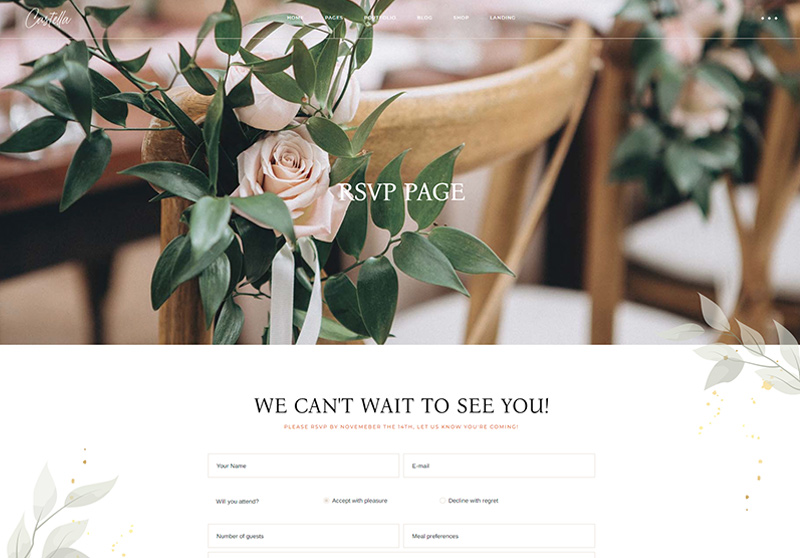 Castella
HOME PAGES PORTFOLIO BLOG SHOP LANDING
RSVP PAGE
WE CAN'T WAIT TO SEE YOU!
PLEASE RSVP BY NOVEMEBER THE 14TH, LET US KNOW YOU'RE COMING!
Your Name E-mail
Will you attend? Accept with pleasure Decline with regret
Number of guests Meal preferences